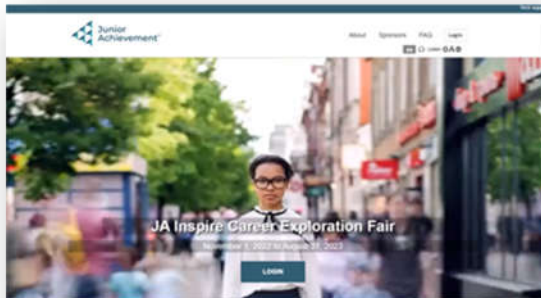 Junior
Achievement
About Sponsors FAQ Login
JA Inspire Career Exploration Fair
November 1, 2022 to August 31, 2023
LOGIN